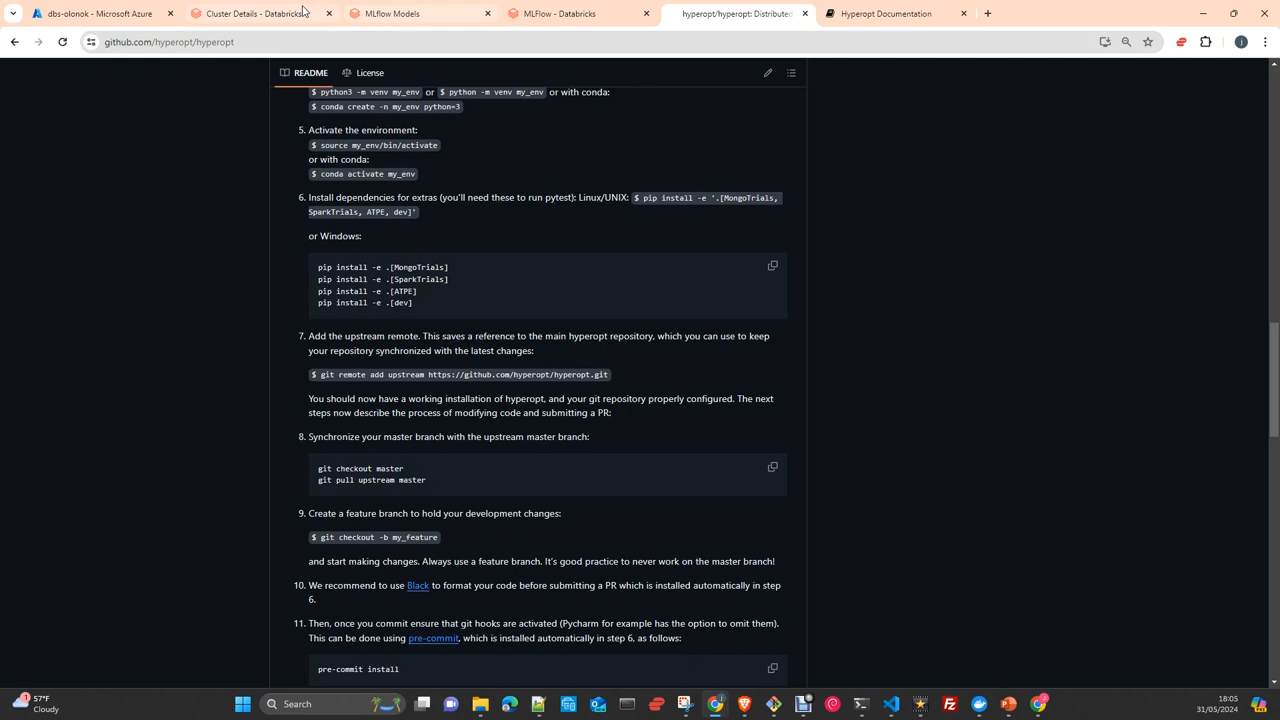 dbs-olonok - Microsoft Azure
Cluster Details - Databricks
MLflow Models
MLFlow - Databricks
hyperopt/hyperopt: Distributed
Hyperopt Documentation
github.com/hyperopt/hyperopt
README
License
$ python3 -m venv my_env or $ python -m venv my_env or with conda:
$ conda create -n my_env python=3
5. Activate the environment:
$ source my_env/bin/activate
or with conda:
$ conda activate my_env
6. Install dependencies for extras (you'll need these to run pytest): Linux/UNIX: $ pip install -e '.[MongoTrials,
SparkTrials, ATPE, dev]'
or Windows:
pip install -e .[MongoTrials]
pip install -e .[SparkTrials]
pip install -e .[ATPE]
pip install -e .[dev]
7. Add the upstream remote. This saves a reference to the main hyperopt repository, which you can use to keep
your repository synchronized with the latest changes:
$ git remote add upstream https://github.com/hyperopt/hyperopt.git
You should now have a working installation of hyperopt, and your git repository properly configured. The next
steps now describe the process of modifying code and submitting a PR:
8. Synchronize your master branch with the upstream master branch:
git checkout master
git pull upstream master
9. Create a feature branch to hold your development changes:
$ git checkout -b my_feature
and start making changes. Always use a feature branch. It's good practice to never work on the master branch!
10. We recommend to use Black to format your code before submitting a PR which is installed automatically in step
6.
11. Then, once you commit ensure that git hooks are activated (Pycharm for example has the option to omit them).
This can be done using pre-commit, which is installed automatically in step 6, as follows:
pre-commit install
1
57°F
Cloudy
Search
18:05
31/05/2024